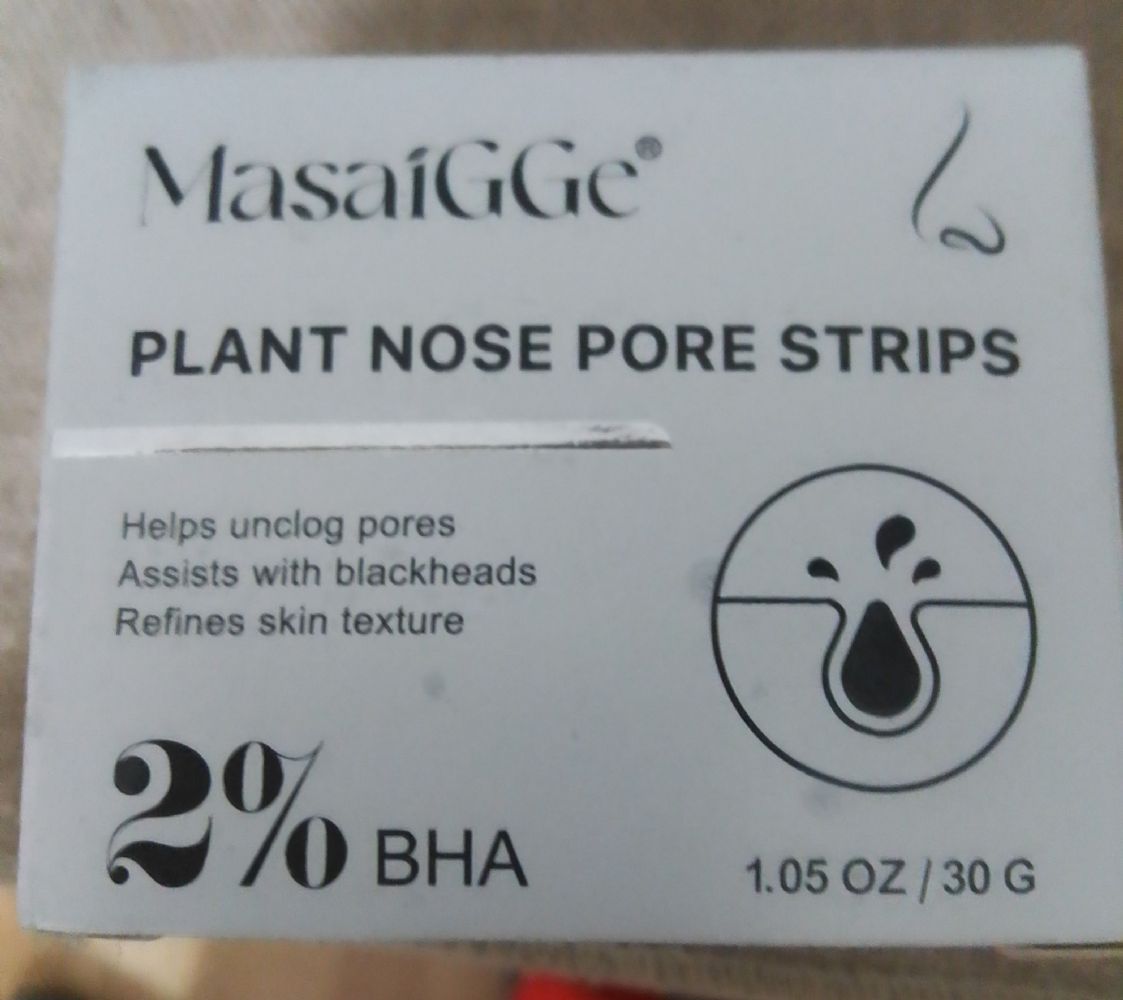 MasaiGGe®
PLANT NOSE PORE STRIPS
Helps unclog pores
Assists with blackheads
Refines skin texture
2% BHA
1.05 OZ / 30 G